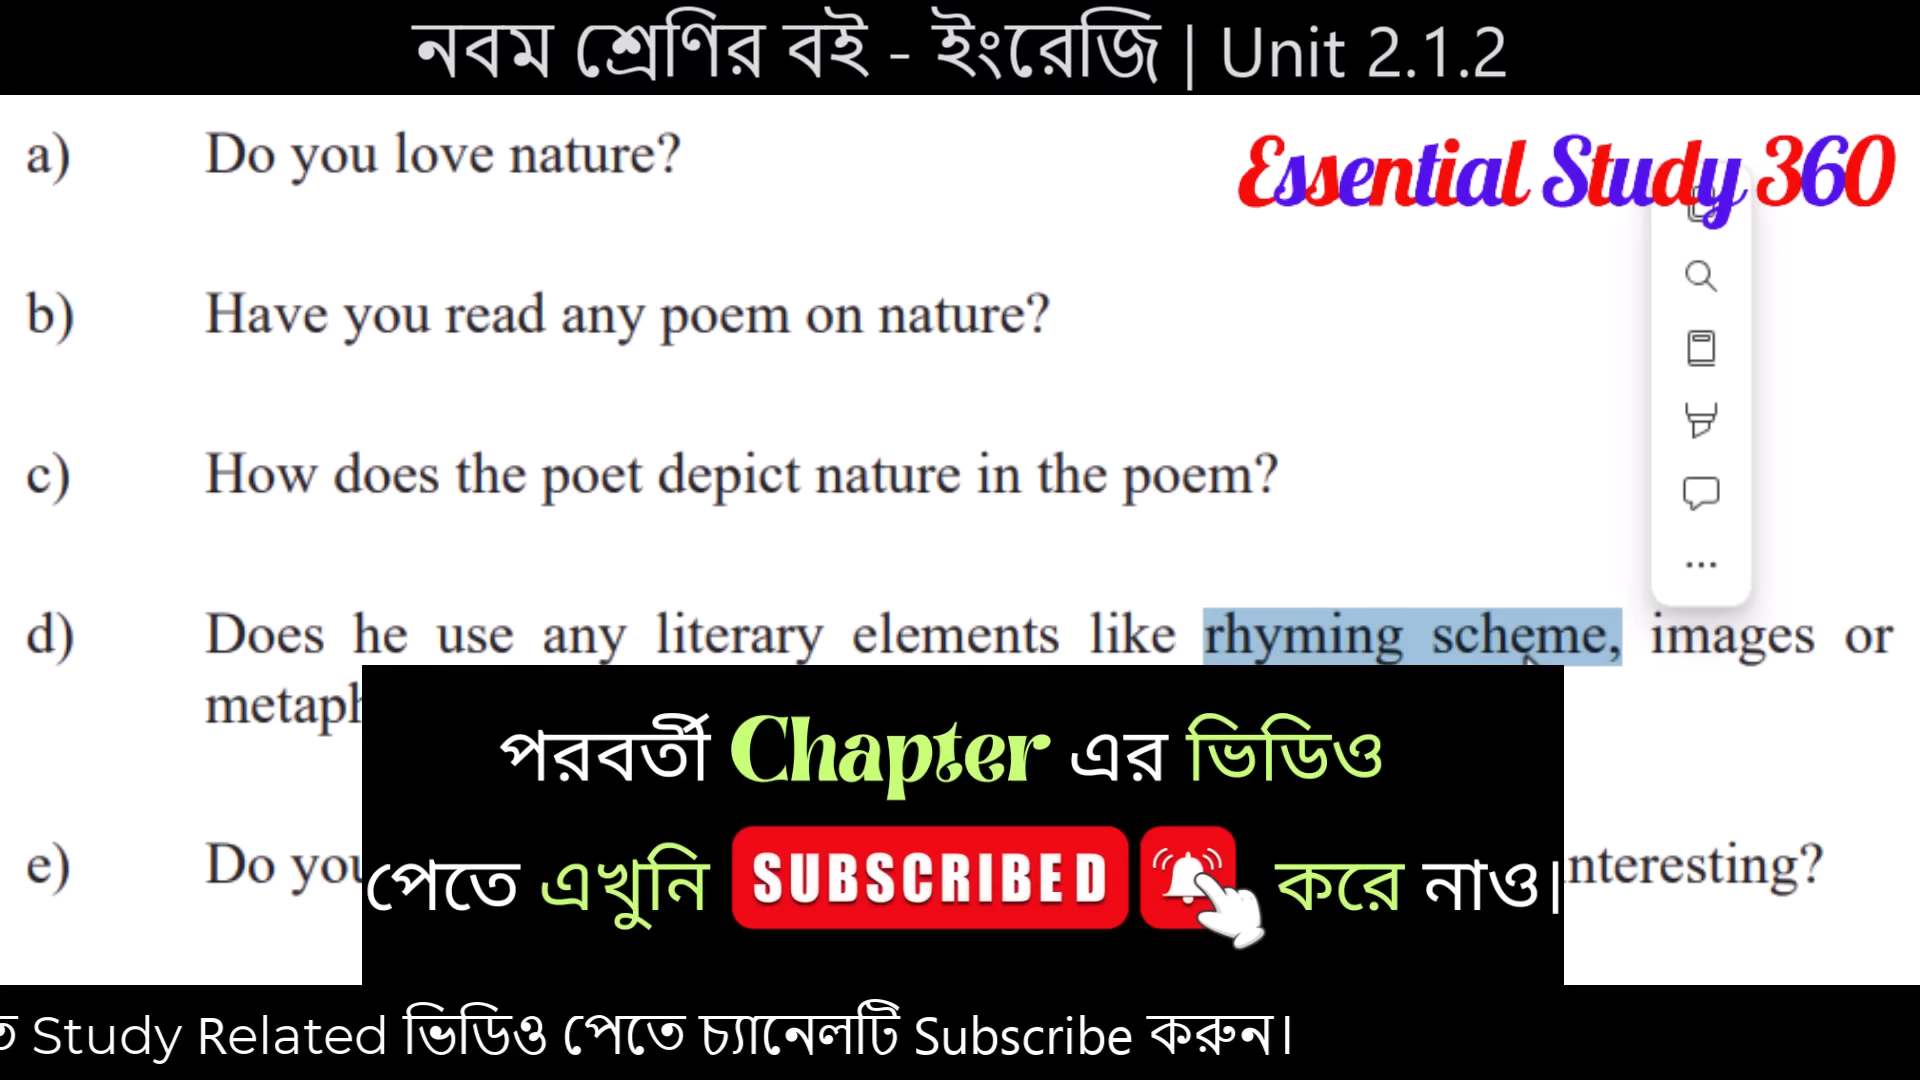 নবম শ্রেণির বই - ইংরেজি | Unit 2.1.2
Essential Study 360
a) Do you love nature?
b) Have you read any poem on nature?
c) How does the poet depict nature in the poem?
d) Does he use any literary elements like rhyming scheme, images or
পরবর্তী Chapter এর ভিডিও
e) Do you
পেতে এখুনি SUBSCRIBED করে নাও।
Study Related ভিডিও পেতে চ্যানেলটি Subscribe করুন।